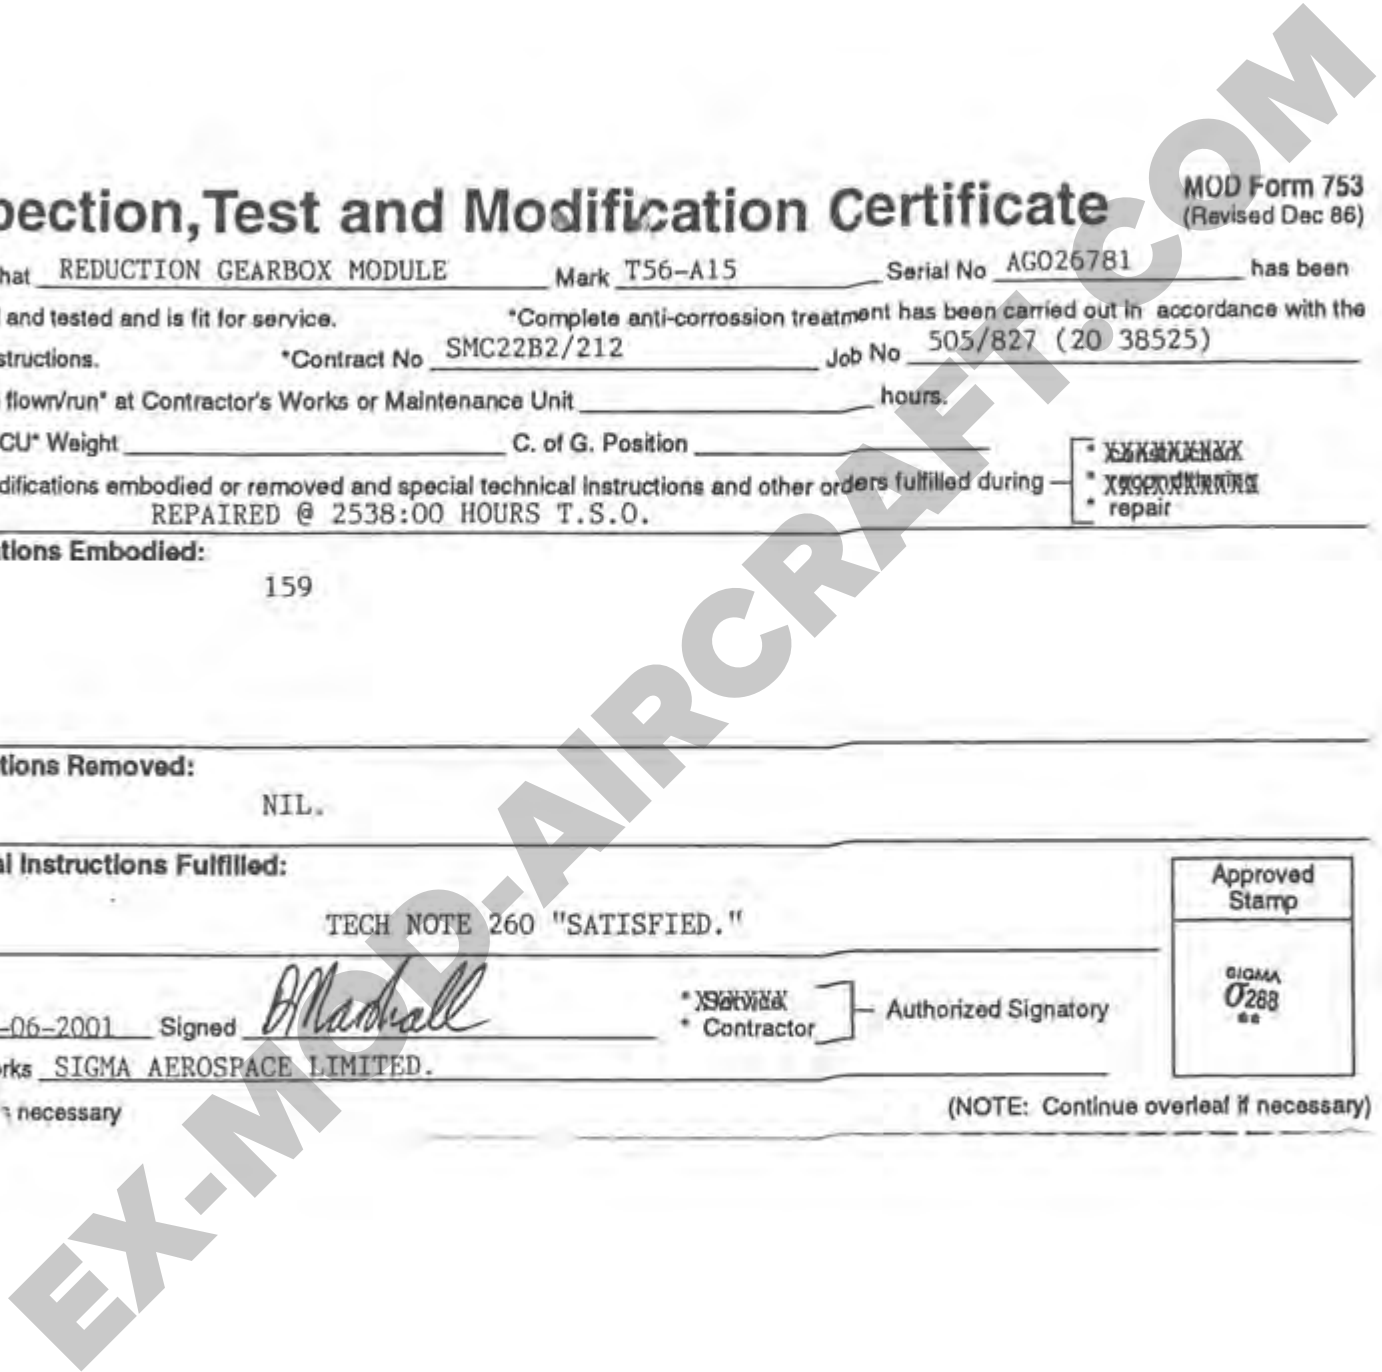 pection, Test and Modification Certificate
MOD Form 753
(Revised Dec 86)
hat REDUCTION GEARBOX MODULE Mark T56-A15 Serial No AGO26781 has been
and tested and is fit for service. *Complete anti-corrossion treatment has been carried out in accordance with the
structions. *Contract No SMC22B2/212 Job No 505/827 (20 38525)
flown/run* at Contractor's Works or Maintenance Unit hours.
CU* Weight C. of G. Position
difications embodied or removed and special technical instructions and other orders fulfilled during
* reconditioning
* repair
REPAIRED @ 2538:00 HOURS T.S.O.
tions Embodied:
159
tions Removed:
NIL.
al Instructions Fulfilled:
TECH NOTE 260 "SATISFIED."
Approved
Stamp
SIGMA
σ288
-06-2001 Signed BMarshall
* Service
* Contractor
Authorized Signatory
rks SIGMA AEROSPACE LIMITED.
s necessary
(NOTE: Continue overleaf if necessary)
EX-MOD-AIRCRAFT.COM